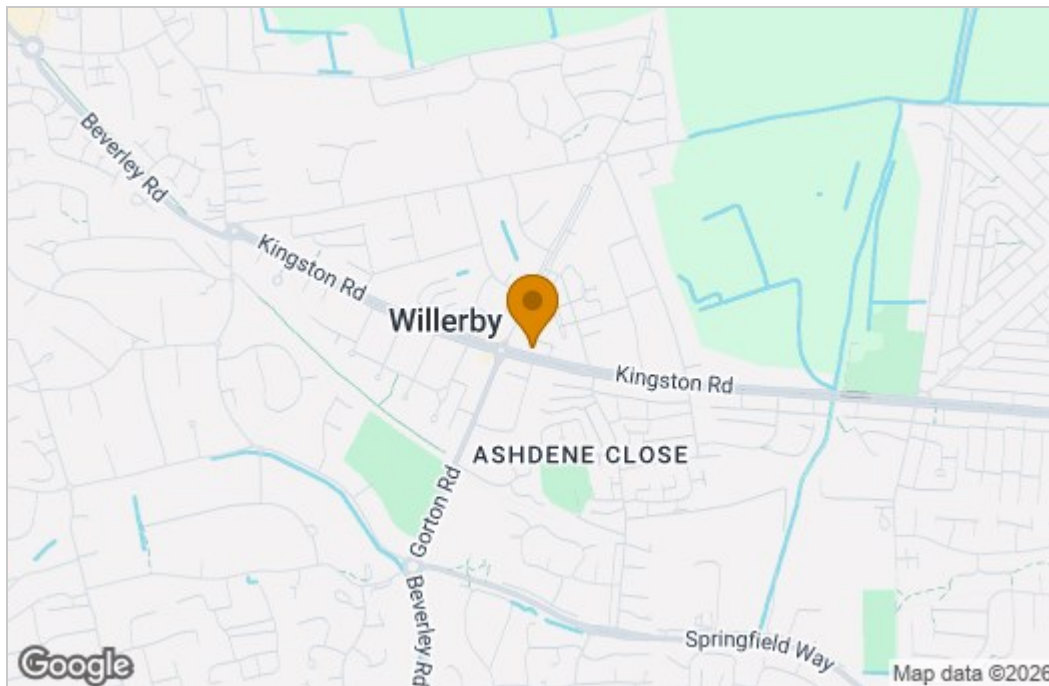 Beverley Rd
Kingston Rd
Willerby
Kingston Rd
ASHDENE CLOSE
Gorton Rd
Beverley Rd
Springfield Way
Google
Map data ©2026